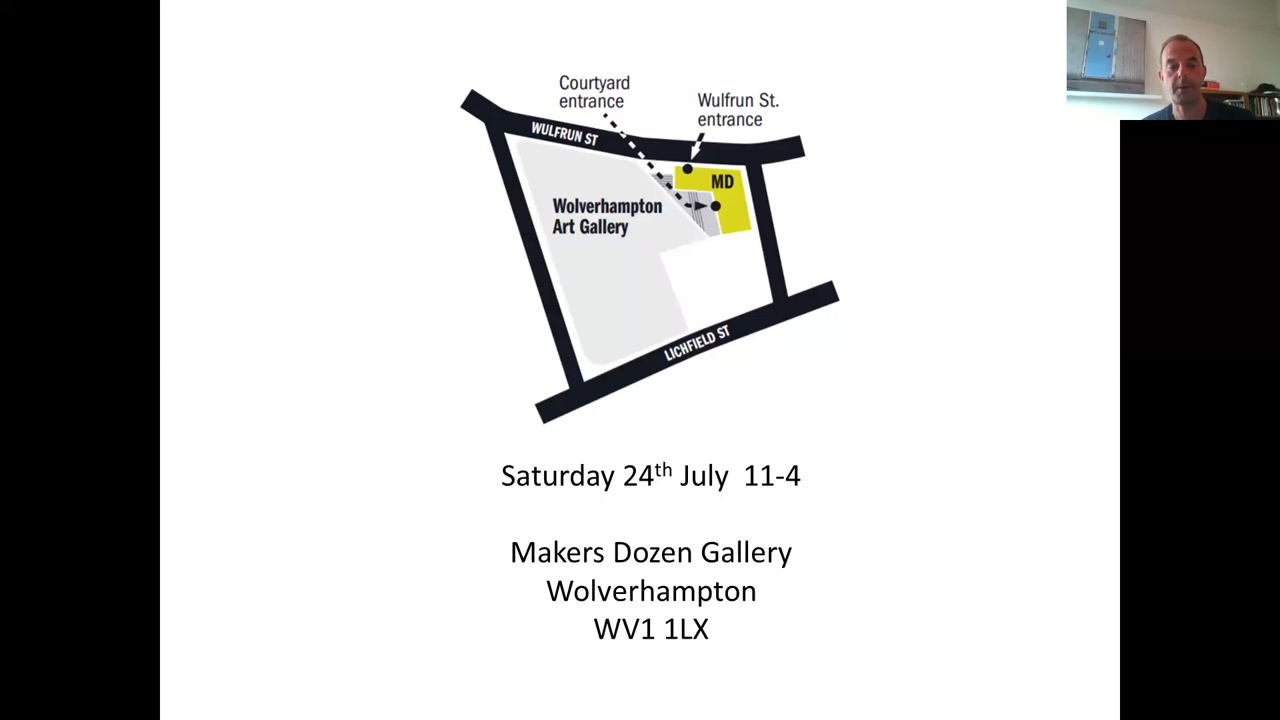 Courtyard
entrance
Wulfrun St.
entrance
WULFRUN ST
MD
Wolverhampton
Art Gallery
LICHFIELD ST
Saturday 24th July 11-4
Makers Dozen Gallery
Wolverhampton
WV1 1LX